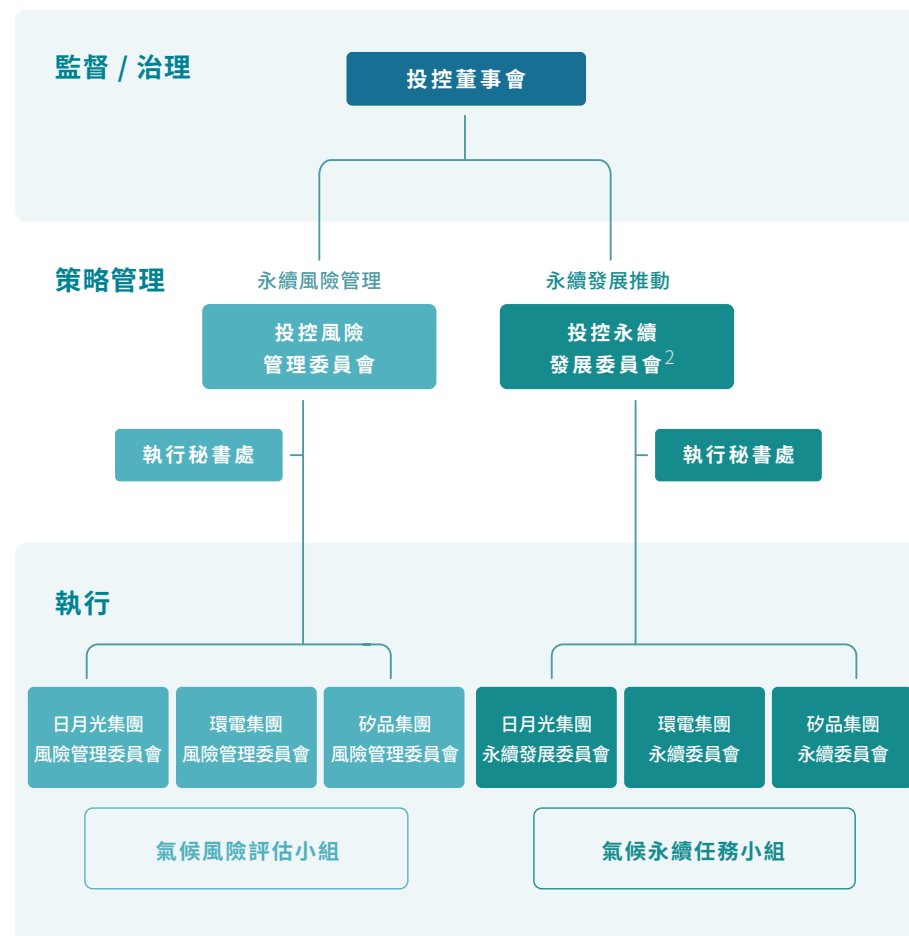 監督 / 治理
投控董事會
策略管理
永續風險管理
永續發展推動
投控風險
管理委員會
投控永續
發展委員會2
執行秘書處
執行秘書處
執行
日月光集團
風險管理委員會
環電集團
風險管理委員會
矽品集團
風險管理委員會
日月光集團
永續發展委員會
環電集團
永續委員會
矽品集團
永續委員會
氣候風險評估小組
氣候永續任務小組